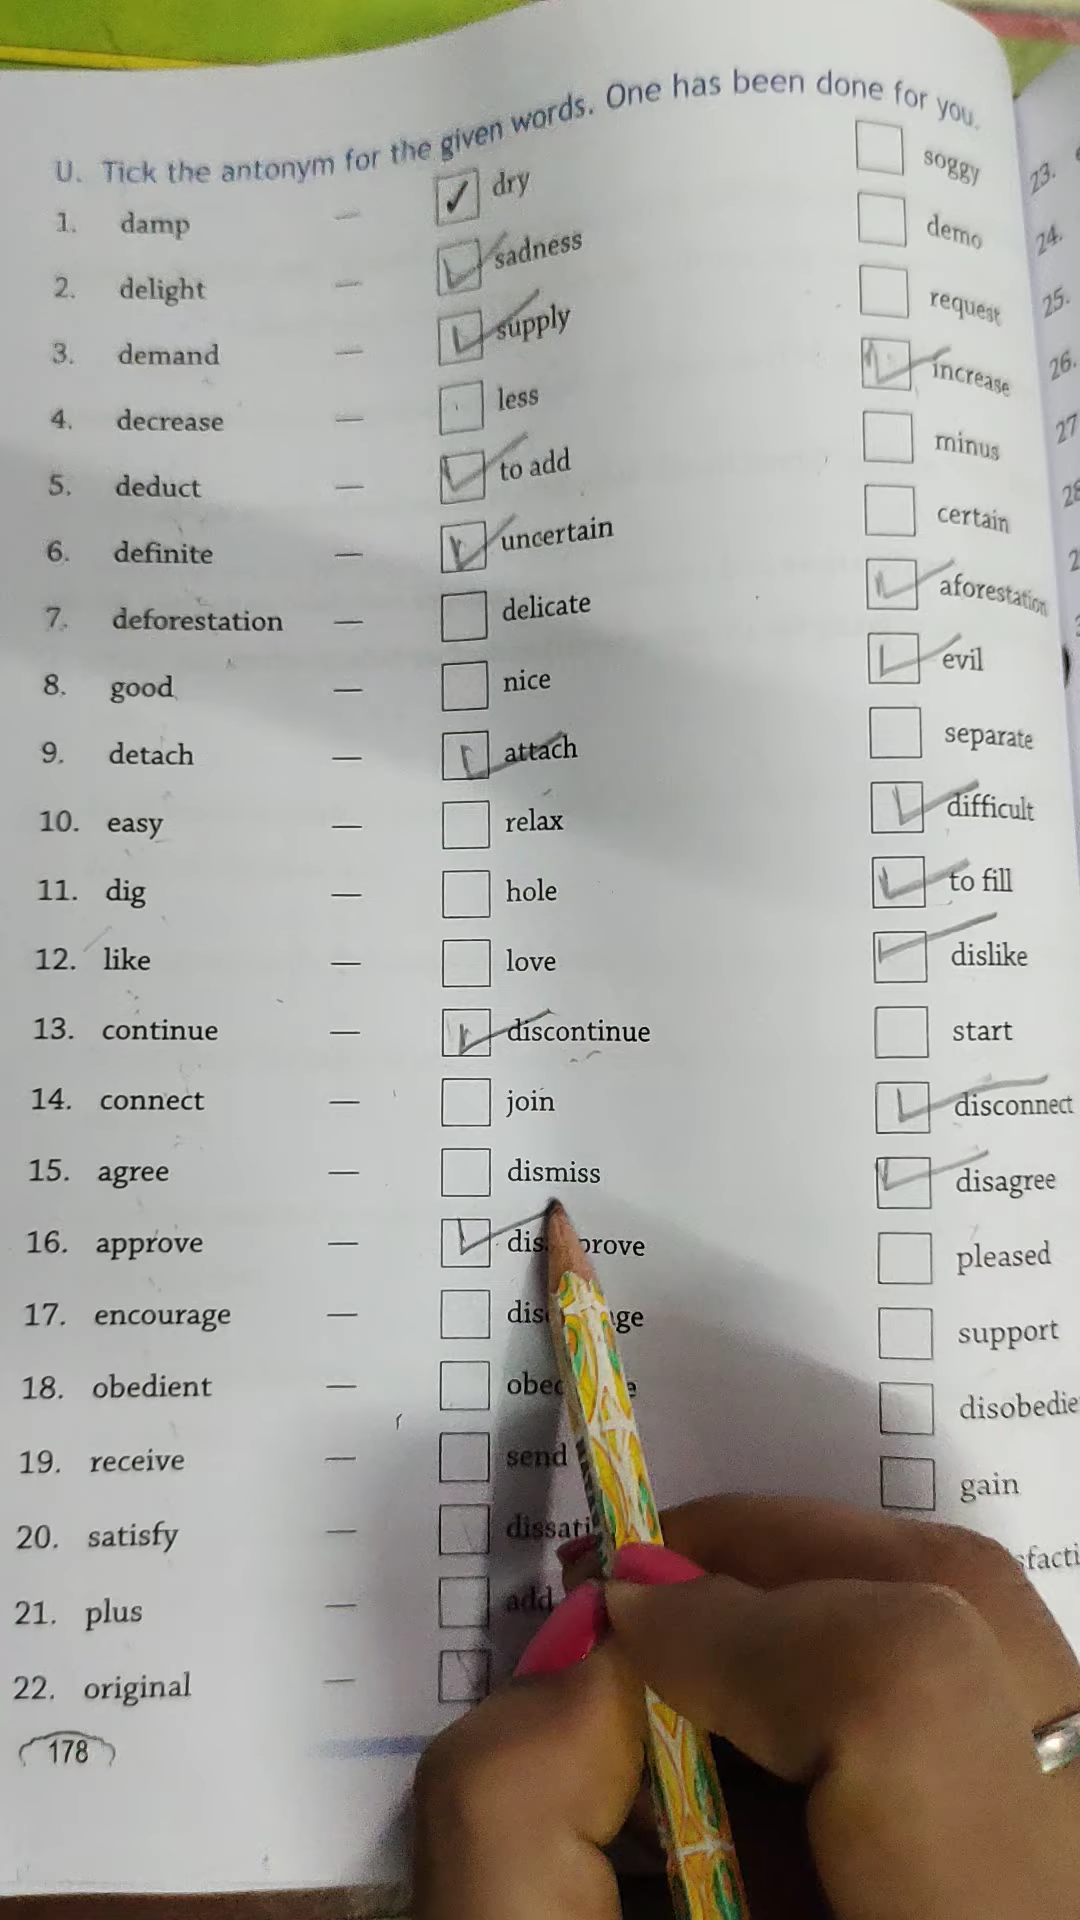 U. Tick the antonym for the given words. One has been done for you.
1. damp — ✓ dry soggy
2. delight — sadness demo
3. demand — supply request
4. decrease — less increase
5. deduct — to add minus
6. definite — uncertain certain
7. deforestation — delicate aforestation
8. good — nice evil
9. detach — attach separate
10. easy — relax difficult
11. dig — hole to fill
12. like — love dislike
13. continue — discontinue start
14. connect — join disconnect
15. agree — dismiss disagree
16. approve — pleased
17. encourage — support
18. obedient —
19. receive — send gain
20. satisfy —
21. plus — add
22. original —
178
23.
24.
25.
26.
27